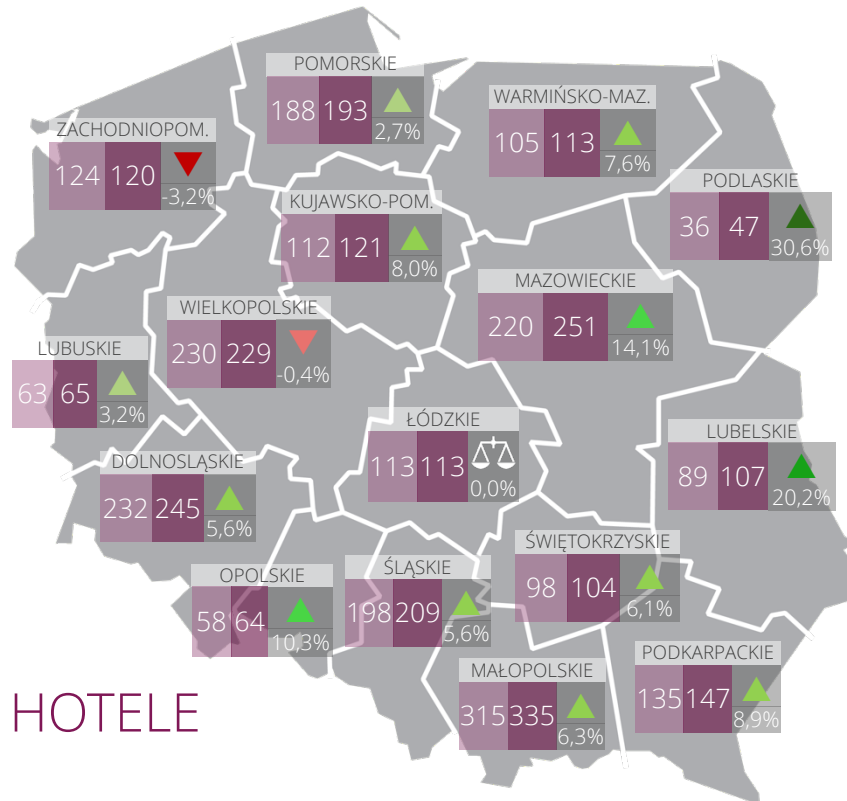 POMORSKIE
188 193 2,7%
WARMIŃSKO-MAZ.
105 113 7,6%
ZACHODNIOPOM.
124 120 -3,2%
PODLASKIE
36 47 30,6%
KUJAWSKO-POM.
112 121 8,0%
MAZOWIECKIE
220 251 14,1%
WIELKOPOLSKIE
230 229 -0,4%
LUBUSKIE
63 65 3,2%
ŁÓDZKIE
113 113 0,0%
LUBELSKIE
89 107 20,2%
DOLNOSLĄSKIE
232 245 5,6%
ŚWIĘTOKRZYSKIE
98 104 6,1%
ŚLĄSKIE
198 209 5,6%
OPOLSKIE
58 64 10,3%
PODKARPACKIE
135 147 8,9%
MAŁOPOLSKIE
315 335 6,3%
HOTELE